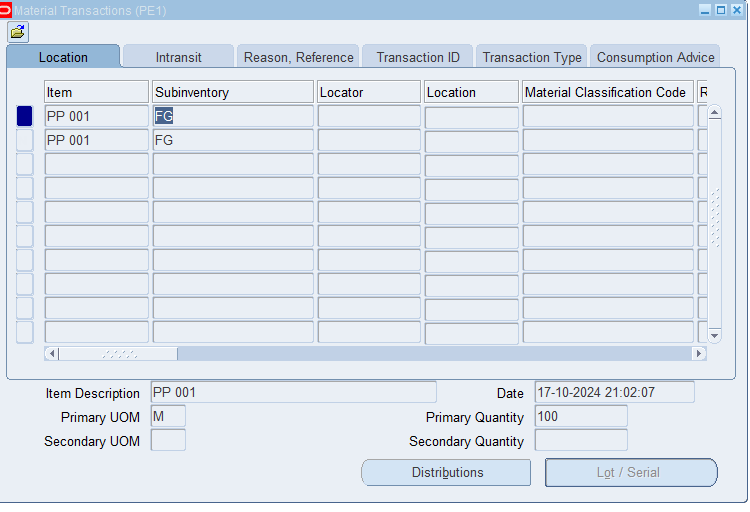 Material Transactions (PE1)
Location Intransit Reason, Reference Transaction ID Transaction Type Consumption Advice
Item Subinventory Locator Location Material Classification Code R
PP 001 FG
PP 001 FG
Item Description PP 001 Date 17-10-2024 21:02:07
Primary UOM M Primary Quantity 100
Secondary UOM Secondary Quantity
Distributions Lot / Serial